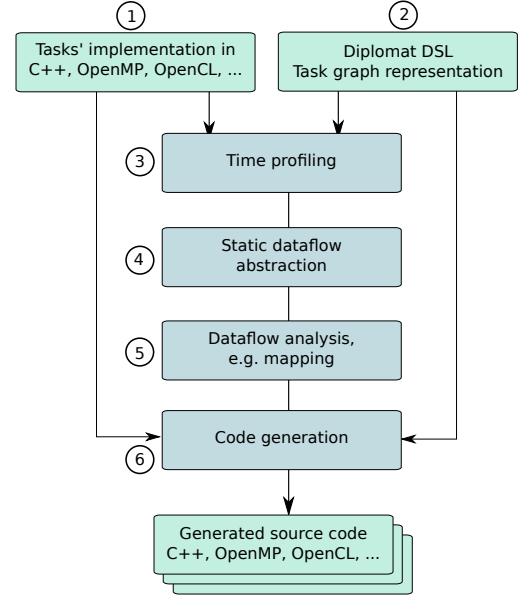 1
2
Tasks' implementation in
C++, OpenMP, OpenCL, ...
Diplomat DSL
Task graph representation
3
Time profiling
4
Static dataflow
abstraction
5
Dataflow analysis,
e.g. mapping
Code generation
6
Generated source code
C++, OpenMP, OpenCL, ...